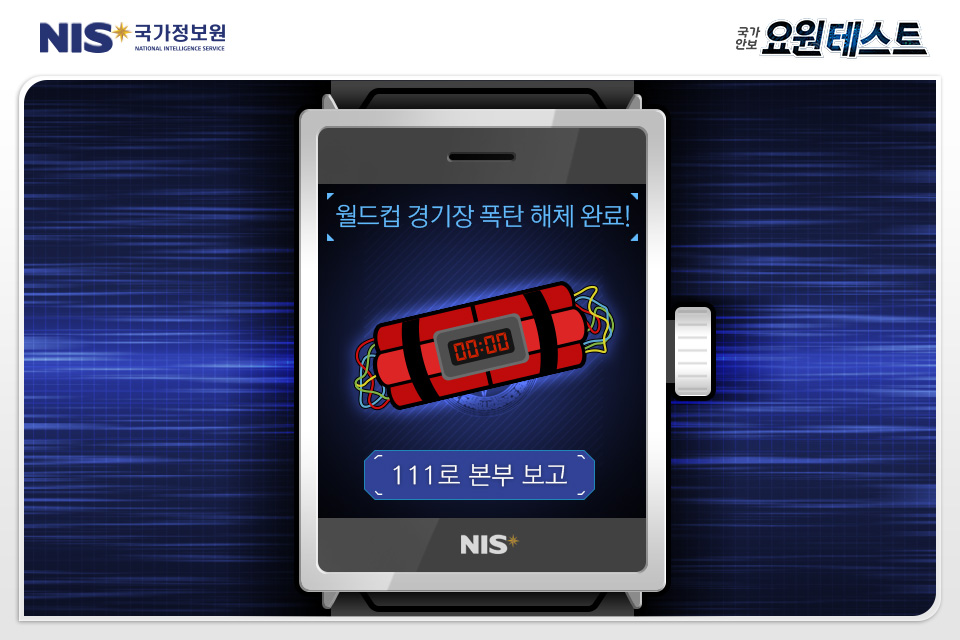 NIS 국가정보원
NATIONAL INTELLIGENCE SERVICE
국가
안보 요원테스트
월드컵 경기장 폭탄 해체 완료!
00:00
111로 본부 보고
NIS